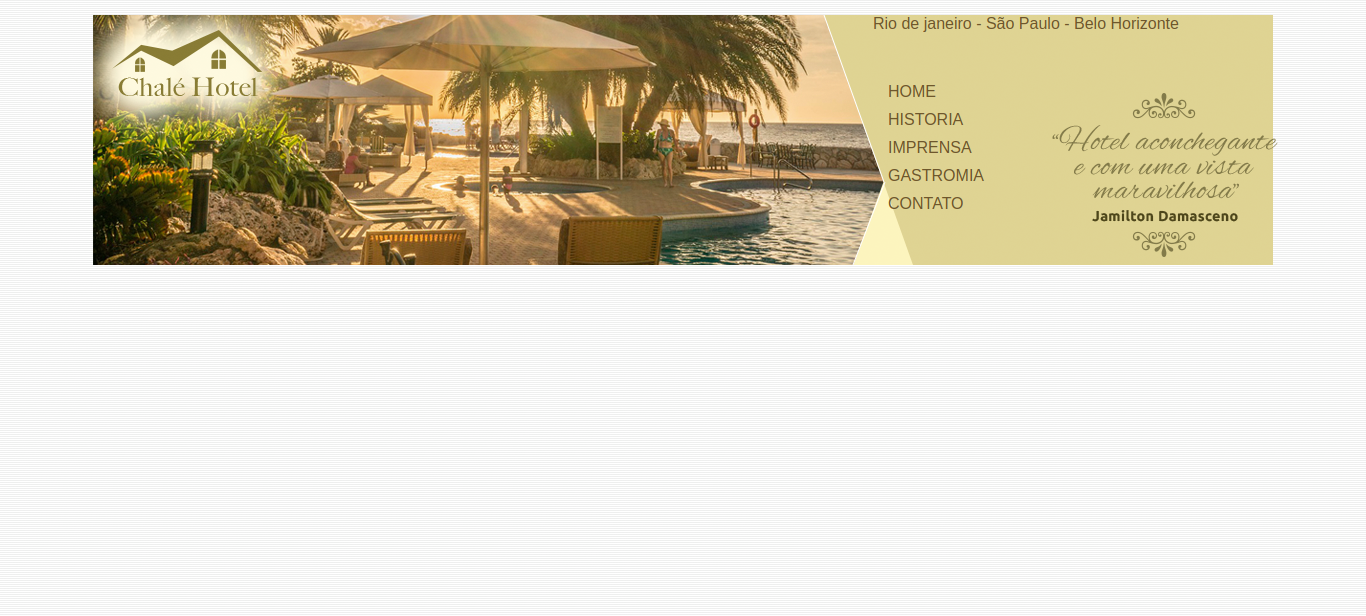 Chalé Hotel
Rio de janeiro - São Paulo - Belo Horizonte
HOME
HISTORIA
IMPRENSA
GASTROMIA
CONTATO
“Hotel aconchegante
e com uma vista
maravilhosa”
Jamilton Damasceno